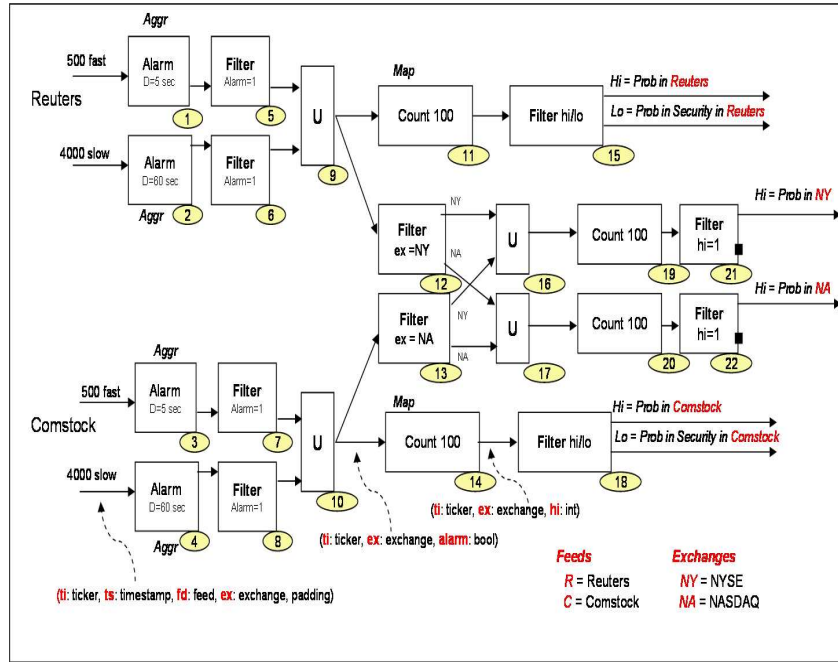 Aggr
500 fast
Alarm
D=5 sec
1
Filter
Alarm=1
5
Reuters
4000 slow
Alarm
D=60 sec
2
Aggr
Filter
Alarm=1
6
U
9
Map
Count 100
11
Filter hi/lo
15
Hi = Prob in Reuters
Lo = Prob in Security in Reuters
Filter
ex =NY
12
NY
NA
Filter
ex = NA
13
NY
NA
U
16
Count 100
19
Filter
hi=1
21
Hi = Prob in NY
U
17
Count 100
20
Filter
hi=1
22
Hi = Prob in NA
Aggr
500 fast
Alarm
D=5 sec
3
Filter
Alarm=1
7
Comstock
4000 slow
Alarm
D=60 sec
4
Aggr
Filter
Alarm=1
8
U
10
Map
Count 100
14
Filter hi/lo
18
Hi = Prob in Comstock
Lo = Prob in Security in Comstock
(ti: ticker, ex: exchange, hi: int)
(ti: ticker, ex: exchange, alarm: bool)
(ti: ticker, ts: timestamp, fd: feed, ex: exchange, padding)
Feeds
R = Reuters
C = Comstock
Exchanges
NY = NYSE
NA = NASDAQ